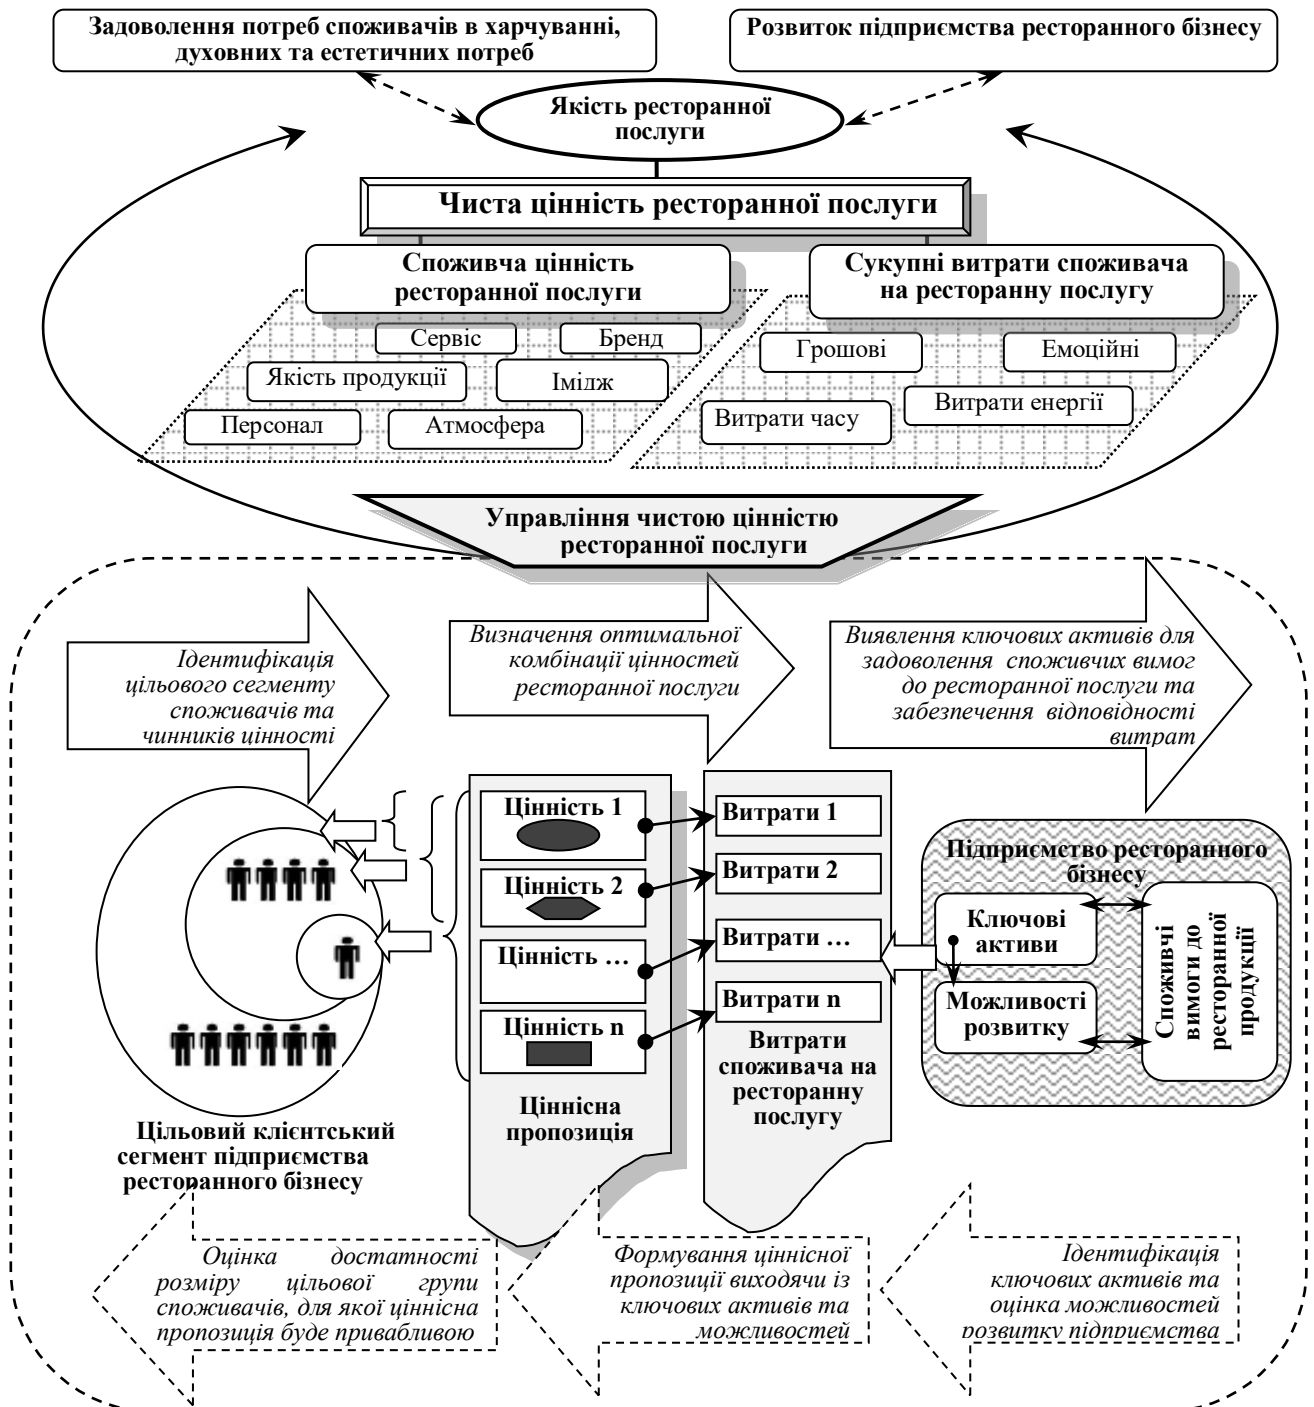 Задоволення потреб споживачів в харчуванні,
духовних та естетичних потреб
Розвиток підприємства ресторанного бізнесу
Якість ресторанної
послуги
Чиста цінність ресторанної послуги
Споживча цінність
ресторанної послуги
Сукупні витрати споживача
на ресторанну послугу
Сервіс
Бренд
Якість продукції
Імідж
Персонал
Атмосфера
Грошові
Емоційні
Витрати часу
Витрати енергії
Управління чистою цінністю
ресторанної послуги
Ідентифікація
цільового сегменту
споживачів та
чинників цінності
Визначення оптимальної
комбінації цінностей
ресторанної послуги
Виявлення ключових активів для
задоволення споживчих вимог
до ресторанної послуги та
забезпечення відповідності
витрат
Цінність 1
Цінність 2
Цінність ...
Цінність n
Ціннісна
пропозиція
Витрати 1
Витрати 2
Витрати ...
Витрати n
Витрати
споживача на
ресторанну
послугу
Підприємство ресторанного
бізнесу
Ключові
активи
Можливості
розвитку
Споживчі
вимоги до
ресторанної
продукції
Цільовий клієнтський
сегмент підприємства
ресторанного бізнесу
Оцінка достатності
розміру цільової групи
споживачів, для якої ціннісна
пропозиція буде привабливою
Формування ціннісної
пропозиції виходячи із
ключових активів та
можливостей
Ідентифікація
ключових активів та
оцінка можливостей
розвитку підприємства